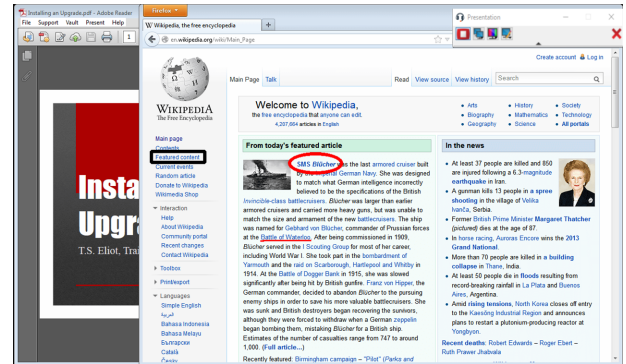 Installing an Upgrade.pdf - Adobe Reader
File Support Vault Present Help
1
Insta
Upgr
T.S. Eliot, Trai
Firefox
W Wikipedia, the free encyclopedia
+
en.wikipedia.org/wiki/Main_Page
Presentation
Create account Log in
Main Page Talk
Read View source View history
Search
WIKIPEDIA
The Free Encyclopedia
Main page
Contents
Featured content
Current events
Random article
Donate to Wikipedia
Wikimedia Shop
Interaction
Help
About Wikipedia
Community portal
Recent changes
Contact Wikipedia
Toolbox
Print/export
Languages
Simple English
العربية
Bahasa Indonesia
Bahasa Melayu
Български
Català
Česky
Welcome to Wikipedia,
the free encyclopedia that anyone can edit.
4,207,664 articles in English
Arts
Biography
Geography
History
Mathematics
Science
Society
Technology
All portals
From today's featured article
SMS Blücher was the last armored cruiser built
by the Imperial German Navy. She was designed
to match what German intelligence incorrectly
believed to be the specifications of the British
Invincible-class battlecruisers. Blücher was larger than earlier
armored cruisers and carried more heavy guns, but was unable to
match the size and armament of the new battlecruisers. The ship
was named for Gebhard von Blücher, commander of Prussian forces
at the Battle of Waterloo. After being commissioned in 1909,
Blücher served in the I Scouting Group for most of her career,
including World War I. She took part in the bombardment of
Yarmouth and the raid on Scarborough, Hartlepool and Whitby in
1914. At the Battle of Dogger Bank in 1915, she was slowed
significantly after being hit by British gunfire. Franz von Hipper, the
German commander, decided to abandon Blücher to the pursuing
enemy ships in order to save his more valuable battlecruisers. She
was sunk and British destroyers began recovering the survivors,
although they were forced to withdraw when a German zeppelin
began bombing them, mistaking Blücher for a British ship.
Estimates of the number of casualties range from 747 to around
1,000. (Full article...)
Recently featured: Birmingham campaign – "Pilot" (Parks and
In the news
At least 37 people are killed and 850
are injured following a 6.3-magnitude
earthquake in Iran.
A gunman kills 13 people in a spree
shooting in the village of Velika
Ivanča, Serbia.
Former British Prime Minister Margaret Thatcher
(pictured) dies at the age of 87.
In horse racing, Auroras Encore wins the 2013
Grand National.
More than 70 people are killed in a building
collapse in Thane, India.
At least 50 people die in floods resulting from
record-breaking rainfall in La Plata and Buenos
Aires, Argentina.
Amid rising tensions, North Korea closes off entry
to the Kaesŏng Industrial Region and announces
plans to restart a plutonium-producing reactor at
Yongbyon.
Recent deaths: Robert Edwards – Roger Ebert –
Ruth Prawer Jhabvala